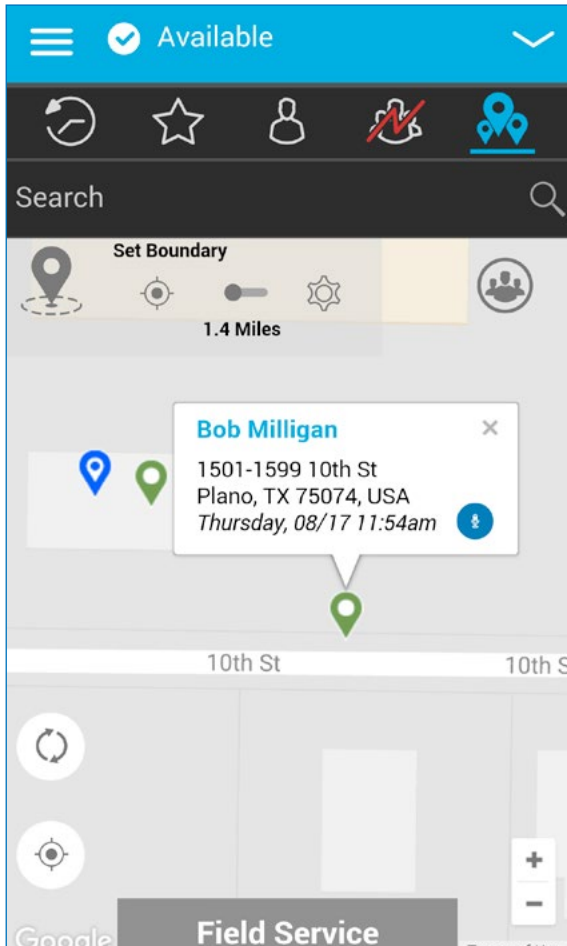 Available
Search
Set Boundary
1.4 Miles
Bob Milligan
1501-1599 10th St
Plano, TX 75074, USA
Thursday, 08/17 11:54am
10th St
10th S
Google
Field Service